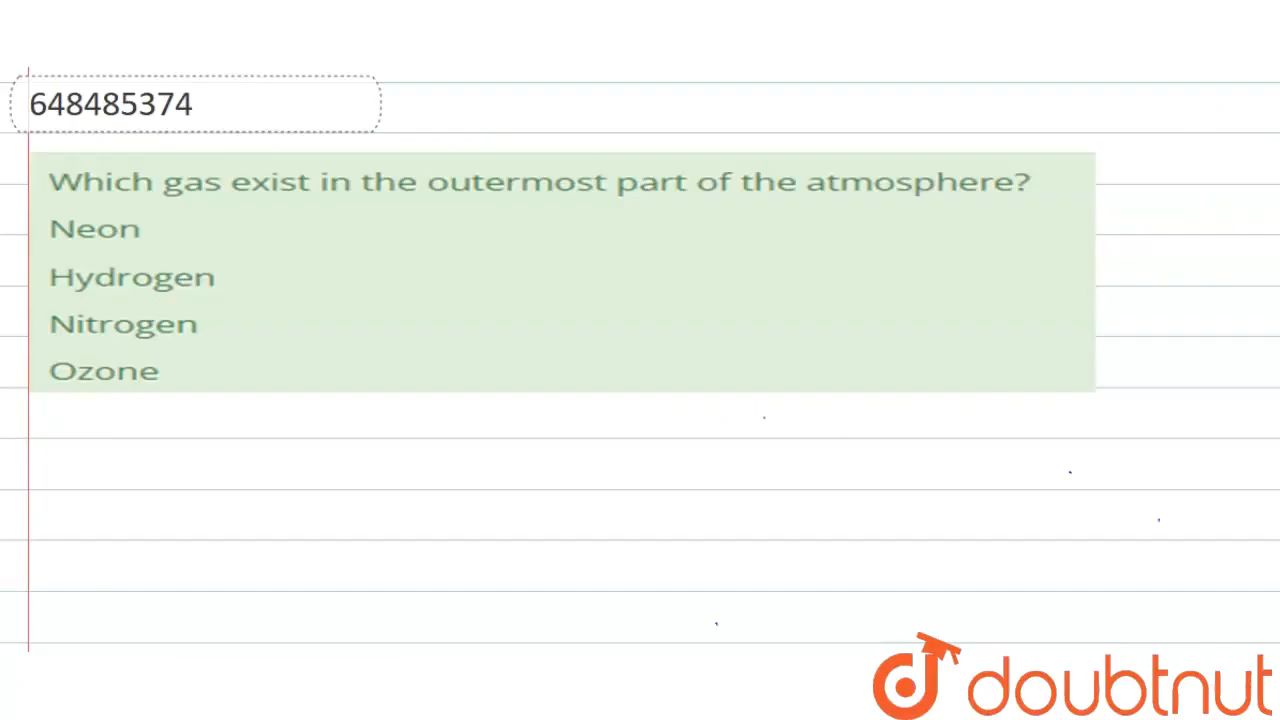 648485374
Which gas exist in the outermost part of the atmosphere?
Neon
Hydrogen
Nitrogen
Ozone
doubtnut